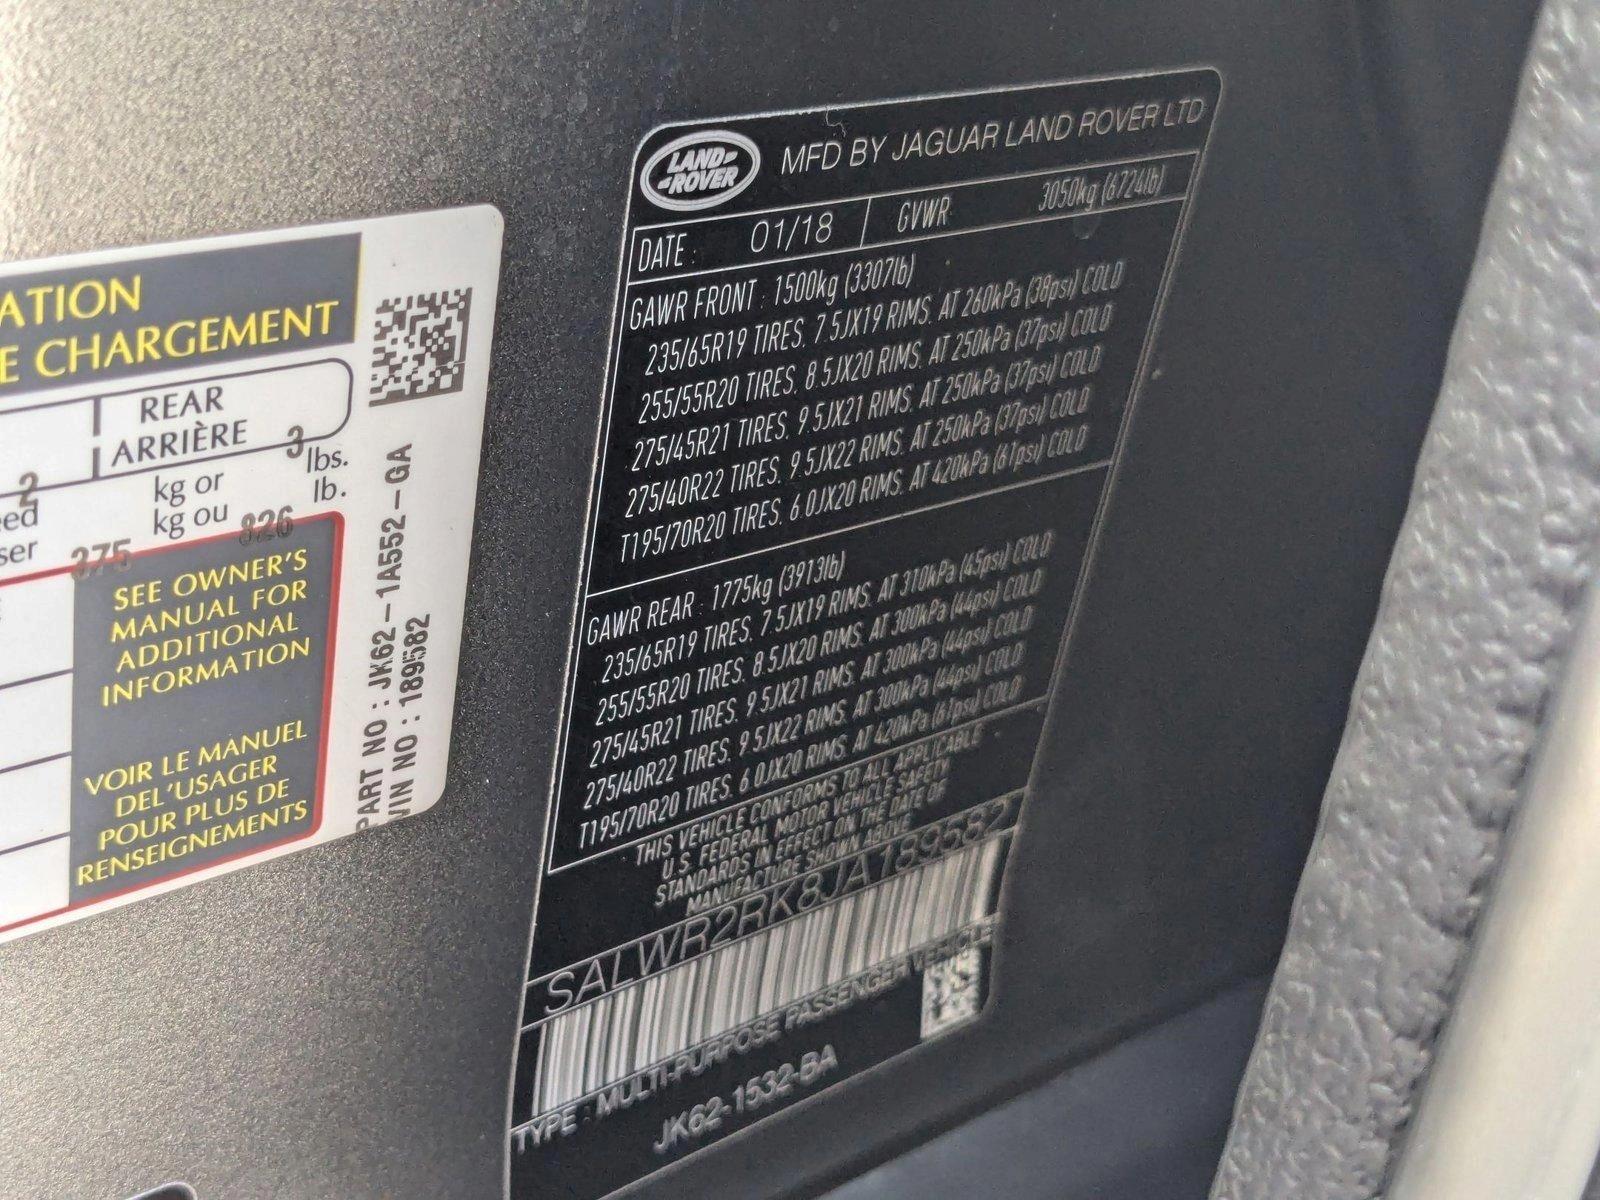 ATION
E CHARGEMENT
REAR
ARRIÈRE 3
2
kg or lbs.
kg ou lb.
375 826
SEE OWNER'S
MANUAL FOR
ADDITIONAL
INFORMATION
VOIR LE MANUEL
DEL'USAGER
POUR PLUS DE
RENSEIGNEMENTS
PART NO : JK62-1A552-GA
VIN NO : 189582
LAND ROVER
MFD BY JAGUAR LAND ROVER LTD
DATE : 01/18 GVWR 3050kg (6724lb)
GAWR FRONT : 1500kg (3307lb)
235/65R19 TIRES. 7.5JX19 RIMS. AT 260kPa (38psi) COLD
255/55R20 TIRES. 8.5JX20 RIMS. AT 250kPa (37psi) COLD
275/45R21 TIRES. 9.5JX21 RIMS. AT 250kPa (37psi) COLD
275/40R22 TIRES. 9.5JX22 RIMS. AT 250kPa (37psi) COLD
T195/70R20 TIRES. 6.0JX20 RIMS. AT 420kPa (61psi) COLD
GAWR REAR : 1775kg (3913lb)
235/65R19 TIRES. 7.5JX19 RIMS. AT 310kPa (45psi) COLD
255/55R20 TIRES. 8.5JX20 RIMS. AT 300kPa (44psi) COLD
275/45R21 TIRES. 9.5JX21 RIMS. AT 300kPa (44psi) COLD
275/40R22 TIRES. 9.5JX22 RIMS. AT 300kPa (44psi) COLD
T195/70R20 TIRES. 6.0JX20 RIMS. AT 420kPa (61psi) COLD
THIS VEHICLE CONFORMS TO ALL APPLICABLE
U.S. FEDERAL MOTOR VEHICLE SAFETY
STANDARDS IN EFFECT ON THE DATE OF
MANUFACTURE SHOWN ABOVE
SALWR2RK8JA189582
TYPE : MULTI-PURPOSE PASSENGER VEHICLE
JK62-1532-BA